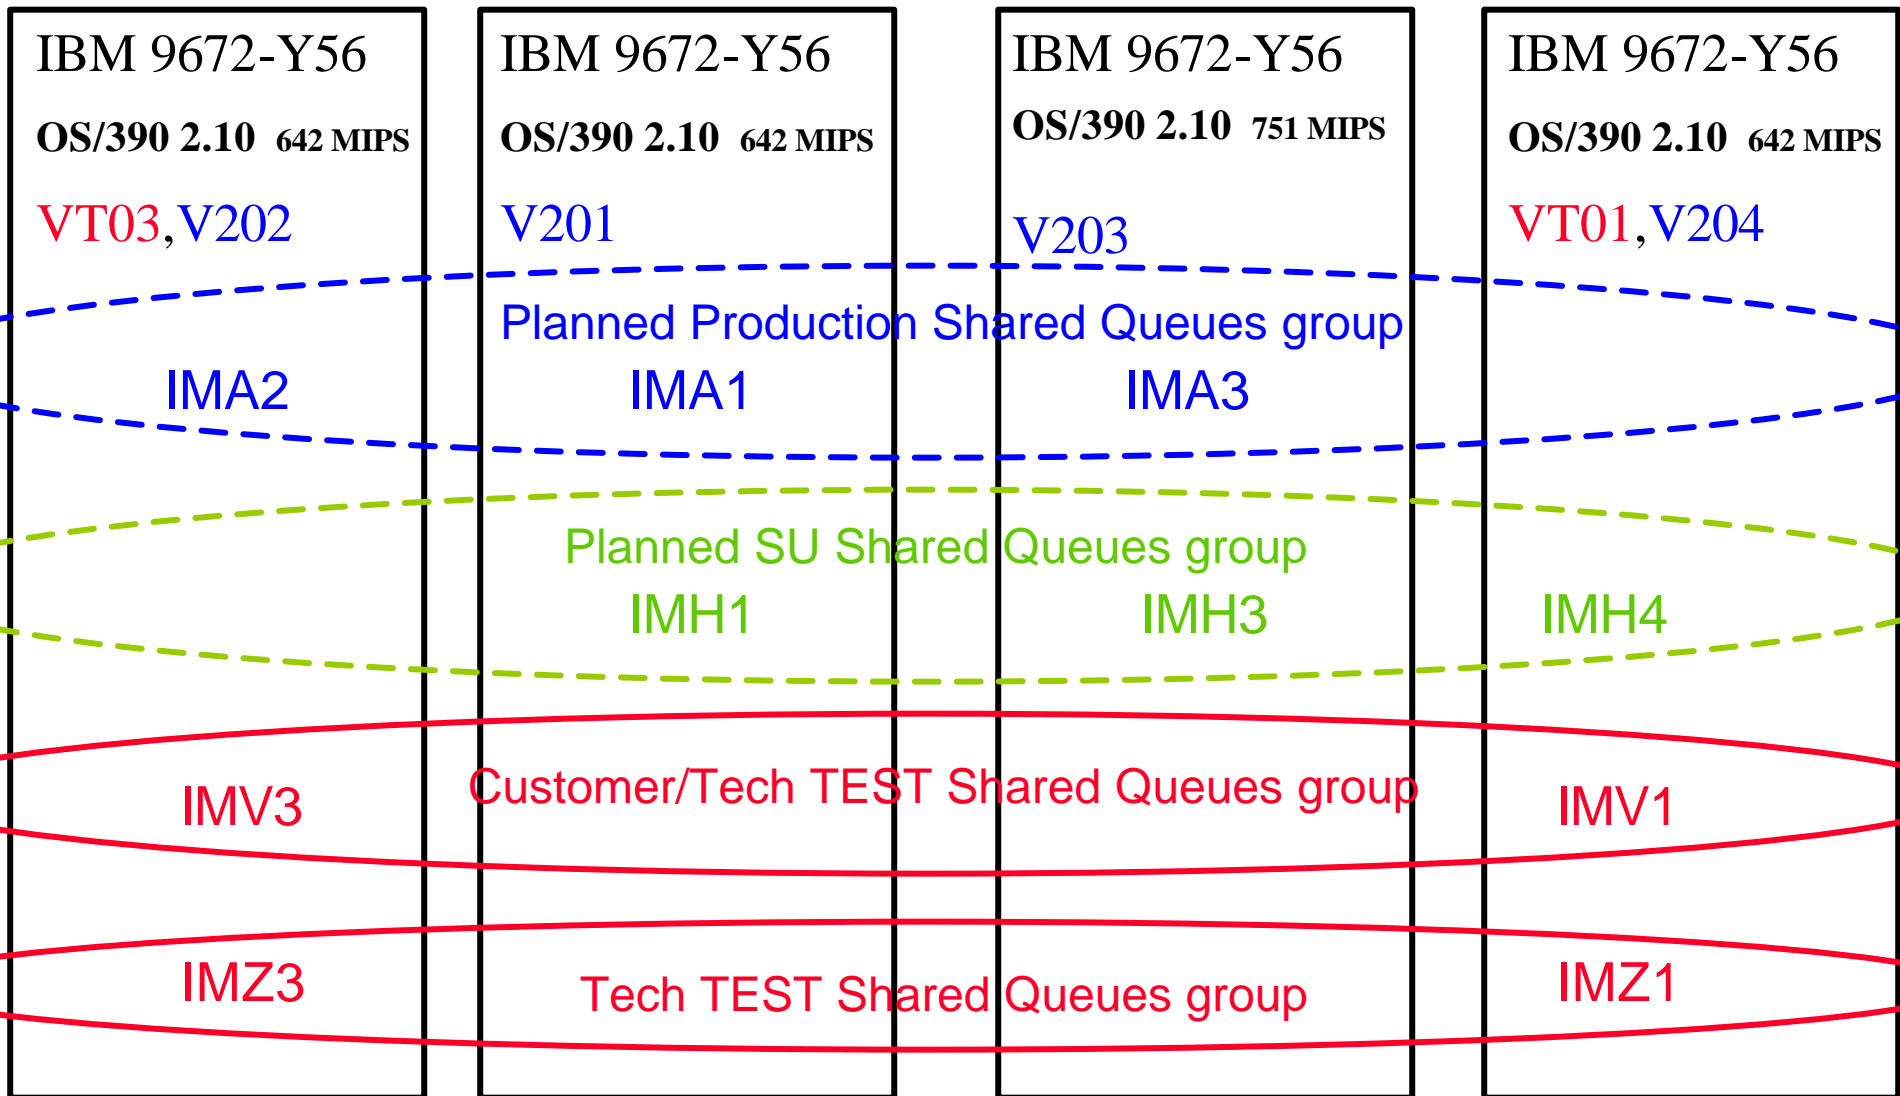 IBM 9672-Y56
OS/390 2.10 642 MIPS
VT03,V202
IBM 9672-Y56
OS/390 2.10 642 MIPS
V201
IBM 9672-Y56
OS/390 2.10 751 MIPS
V203
IBM 9672-Y56
OS/390 2.10 642 MIPS
VT01,V204
Planned Production Shared Queues group
IMA2
IMA1
IMA3
Planned SU Shared Queues group
IMH1
IMH3
IMH4
Customer/Tech TEST Shared Queues group
IMV3
IMV1
Tech TEST Shared Queues group
IMZ3
IMZ1